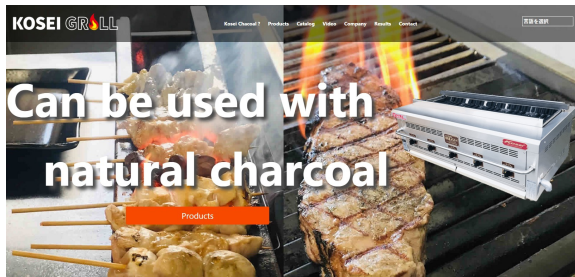 KOSEI GRILL
Kosei Chacoal ? Products Catalog Video Company Results Contact
言語を選択
Can be used with
natural charcoal
Products